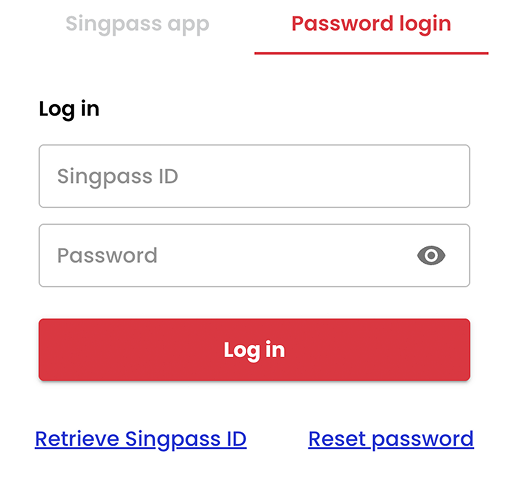 Singpass app Password login
Log in
Singpass ID
Password
Log in
Retrieve Singpass ID Reset password